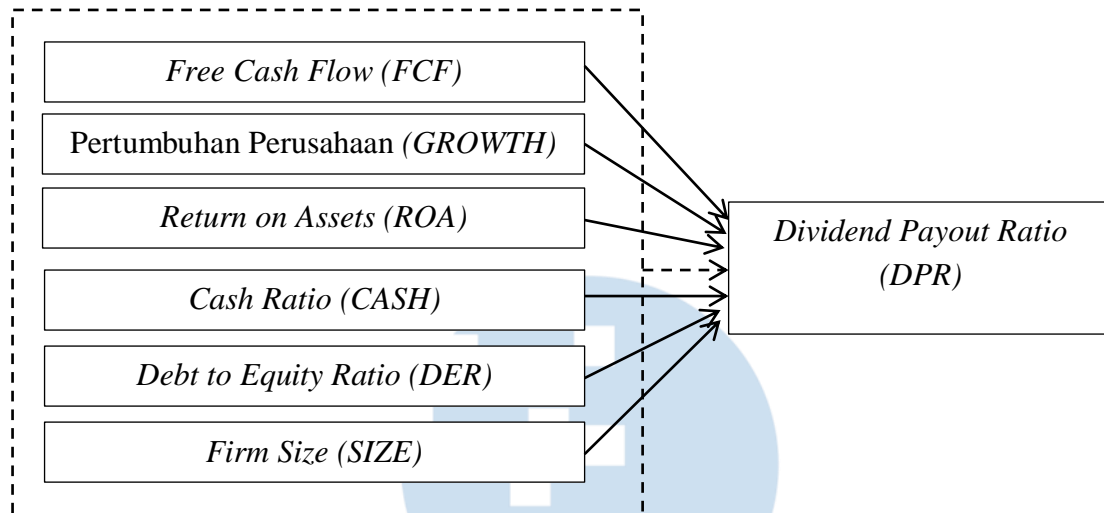 Free Cash Flow (FCF)
Pertumbuhan Perusahaan (GROWTH)
Return on Assets (ROA)
Cash Ratio (CASH)
Debt to Equity Ratio (DER)
Firm Size (SIZE)
Dividend Payout Ratio
(DPR)